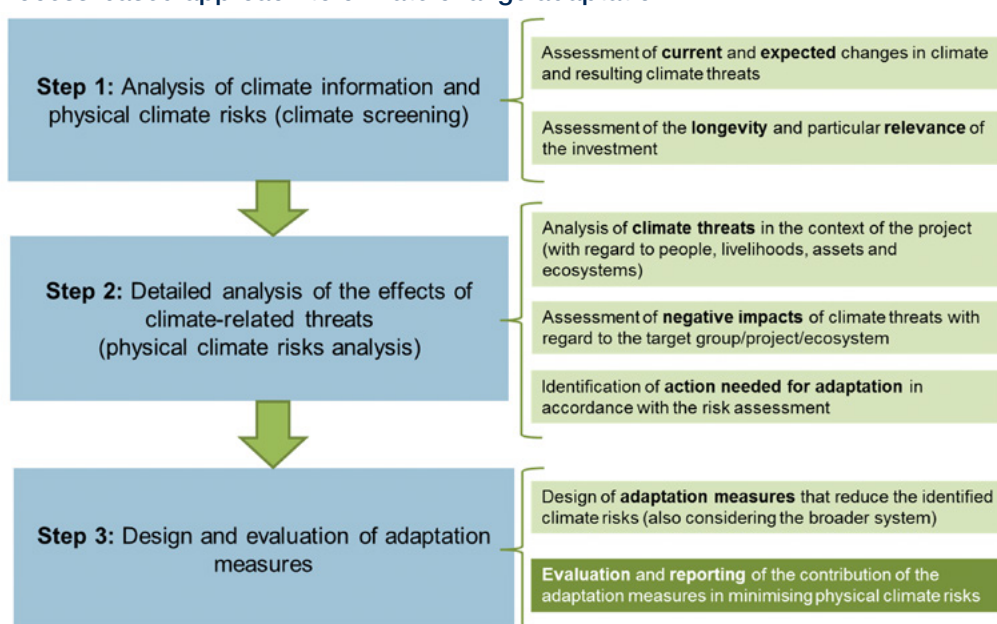 Step 1: Analysis of climate information and
physical climate risks (climate screening)
Assessment of current and expected changes in climate
and resulting climate threats
Assessment of the longevity and particular relevance of
the investment
Step 2: Detailed analysis of the effects of
climate-related threats
(physical climate risks analysis)
Analysis of climate threats in the context of the project
(with regard to people, livelihoods, assets and
ecosystems)
Assessment of negative impacts of climate threats with
regard to the target group/project/ecosystem
Identification of action needed for adaptation in
accordance with the risk assessment
Step 3: Design and evaluation of adaptation
measures
Design of adaptation measures that reduce the identified
climate risks (also considering the broader system)
Evaluation and reporting of the contribution of the
adaptation measures in minimising physical climate risks